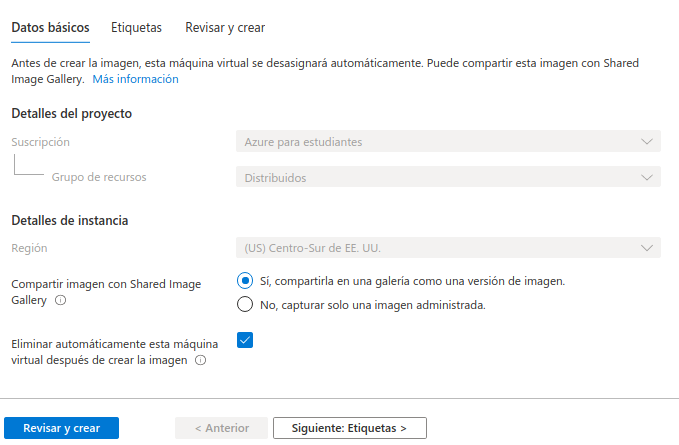 Datos básicos Etiquetas Revisar y crear
Antes de crear la imagen, esta máquina virtual se desasignará automáticamente. Puede compartir esta imagen con Shared
Image Gallery. Más información
Detalles del proyecto
Suscripción Azure para estudiantes
Grupo de recursos Distribuidos
Detalles de instancia
Región (US) Centro-Sur de EE. UU.
Compartir imagen con Shared Image
Gallery
Sí, compartirla en una galería como una versión de imagen.
No, capturar solo una imagen administrada.
Eliminar automáticamente esta máquina
virtual después de crear la imagen
Revisar y crear < Anterior Siguiente: Etiquetas >